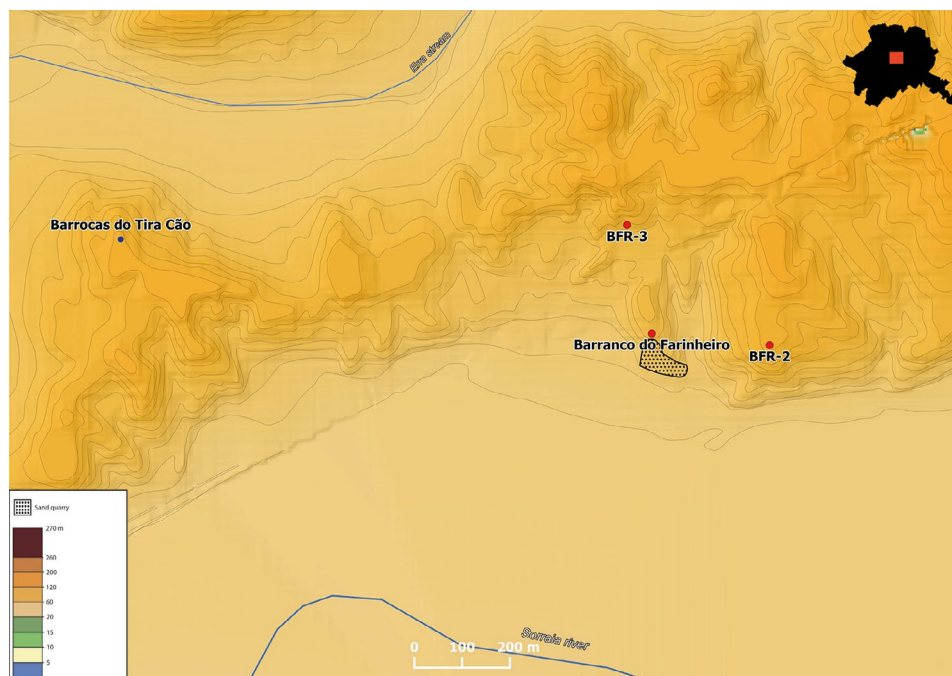 Erva stream
Barrocas do Tira Cão
BFR-3
Barranco do Farinheiro
BFR-2
Sand quarry
270 m
260
200
120
60
20
15
10
5
Sorraia river
0 100 200 m